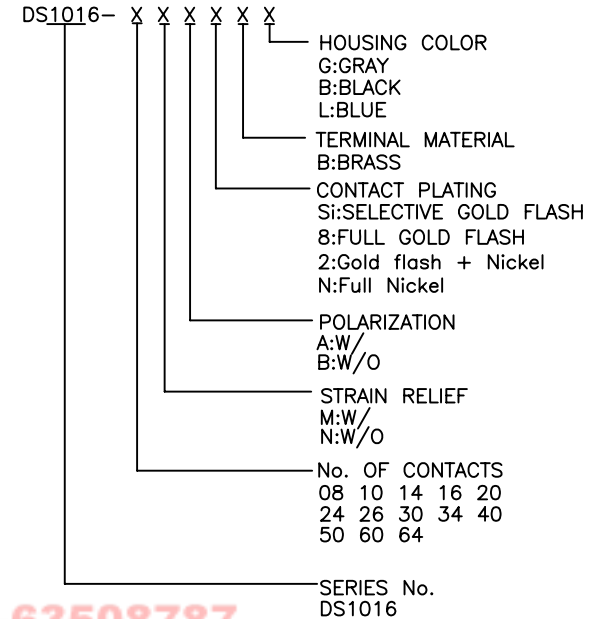 DS1016- X X X X X X
HOUSING COLOR
G:GRAY
B:BLACK
L:BLUE
TERMINAL MATERIAL
B:BRASS
CONTACT PLATING
Si:SELECTIVE GOLD FLASH
8:FULL GOLD FLASH
2:Gold flash + Nickel
N:Full Nickel
POLARIZATION
A:W/
B:W/O
STRAIN RELIEF
M:W/
N:W/O
No. OF CONTACTS
08 10 14 16 20
24 26 30 34 40
50 60 64
SERIES No.
DS1016
63508787